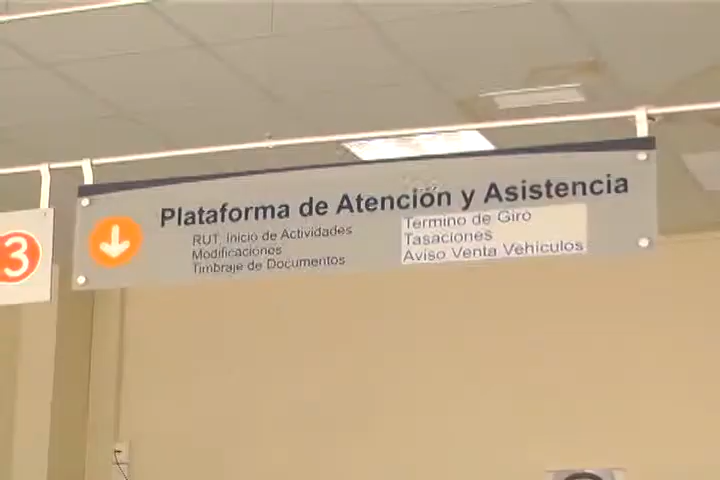 3
Plataforma de Atención y Asistencia
RUT, Inicio de Actividades
Modificaciones
Timbraje de Documentos
Termino de Giro
Tasaciones
Aviso Venta Vehiculos